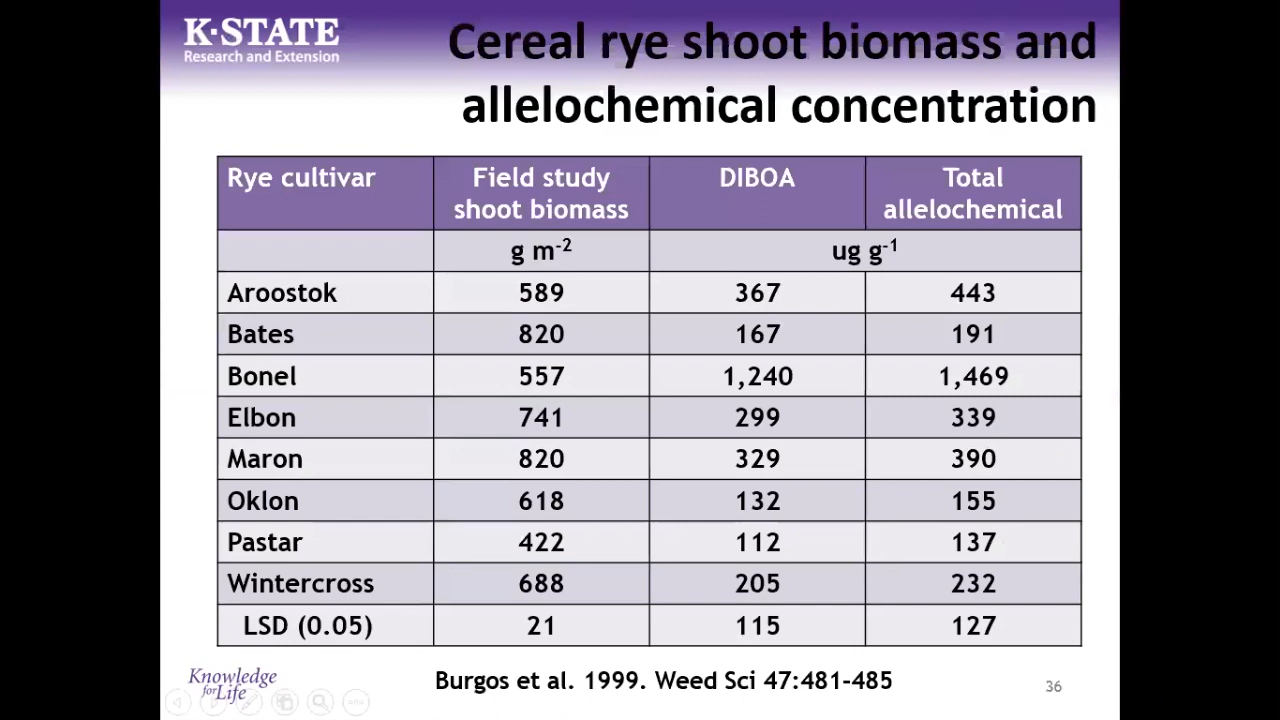 K-STATE
Research and Extension
Cereal rye shoot biomass and
allelochemical concentration
Rye cultivar Field study shoot biomass DIBOA Total allelochemical
g m-2 ug g-1
Aroostok 589 367 443
Bates 820 167 191
Bonel 557 1,240 1,469
Elbon 741 299 339
Maron 820 329 390
Oklon 618 132 155
Pastar 422 112 137
Wintercross 688 205 232
LSD (0.05) 21 115 127
Knowledge
for Life
Burgos et al. 1999. Weed Sci 47:481-485
36